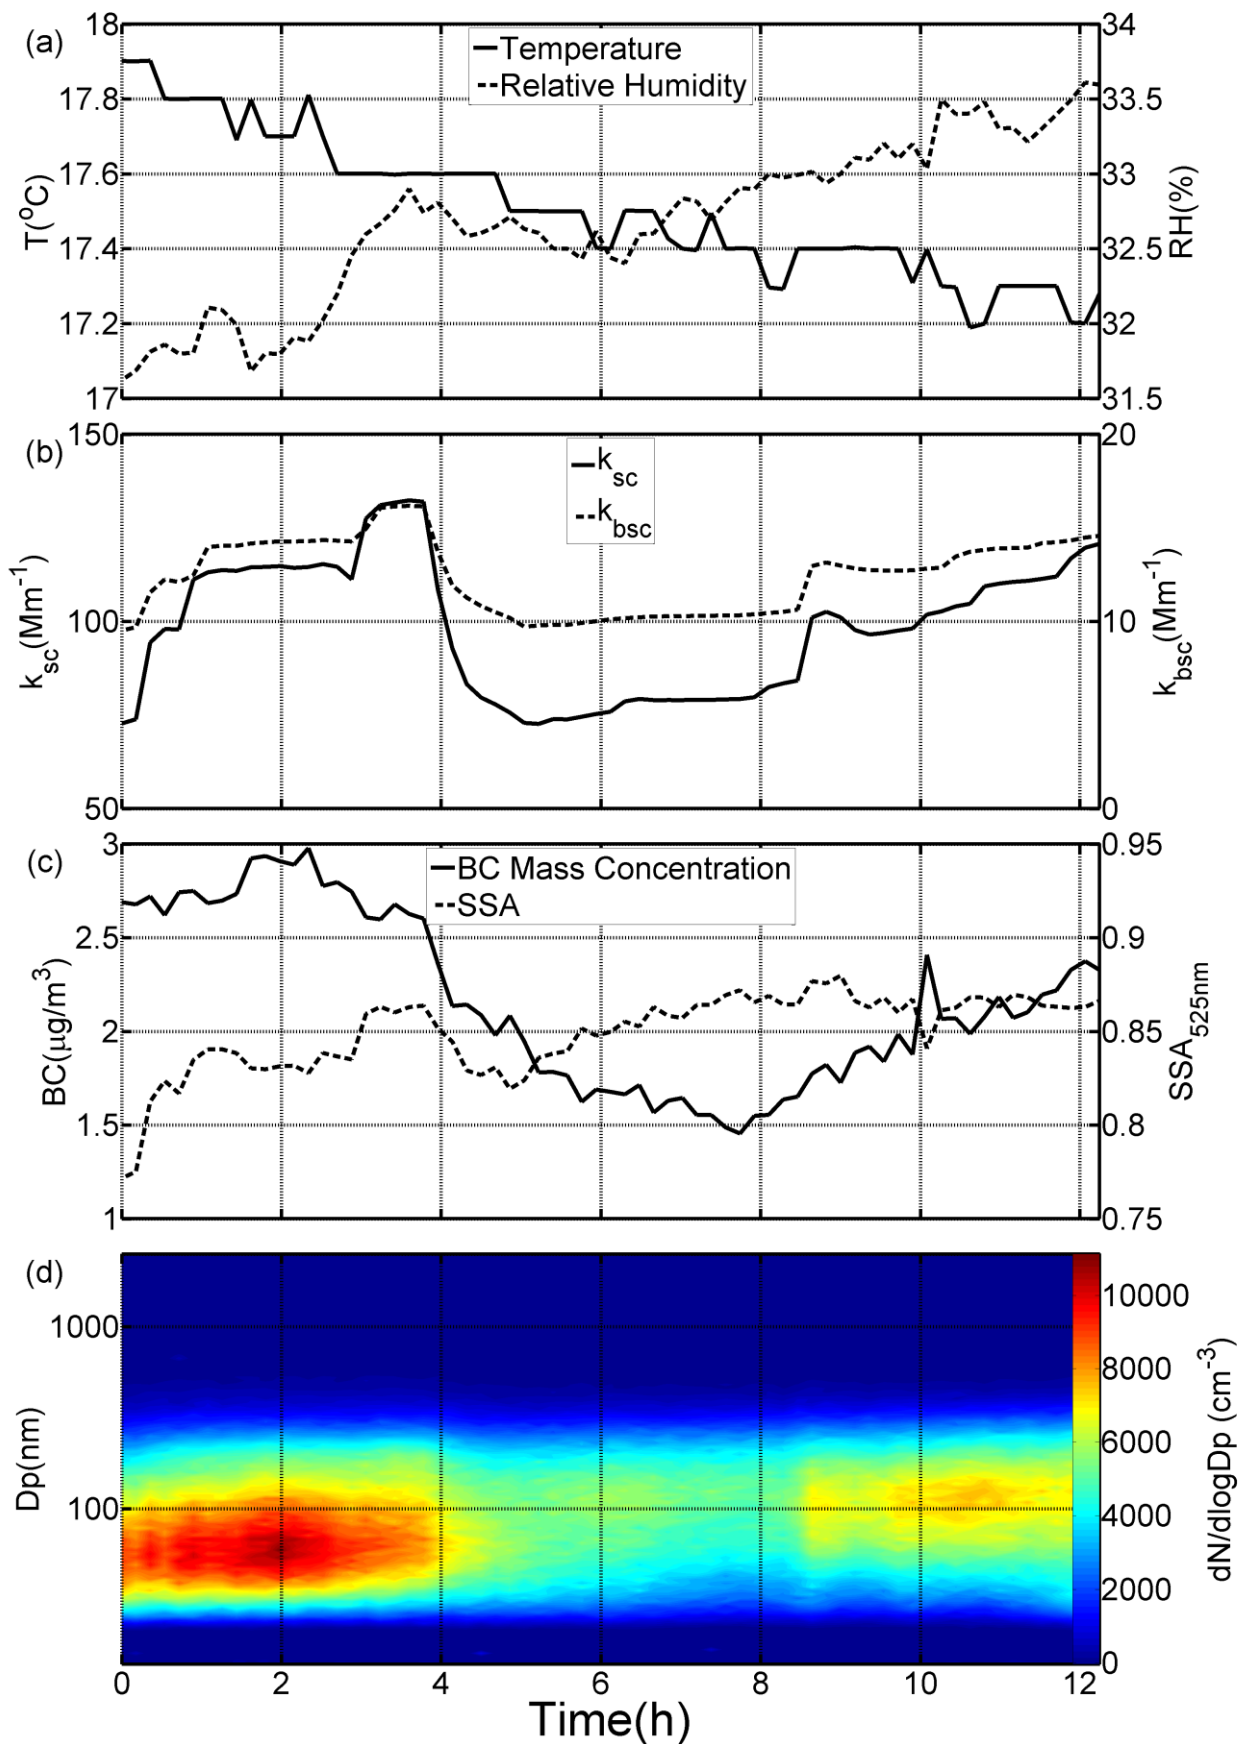 (a)
18
17.8
17.6
17.4
17.2
17
T(°C)
Temperature
Relative Humidity
34
33.5
33
32.5
32
31.5
RH(%)
(b)
150
100
50
k_sc(Mm⁻¹)
k_sc
k_bsc
20
10
0
k_bsc(Mm⁻¹)
(c)
3
2.5
2
1.5
1
BC(µg/m³)
BC Mass Concentration
SSA
0.95
0.9
0.85
0.8
0.75
SSA_525nm
(d)
1000
100
Dp(nm)
10000
8000
6000
4000
2000
0
dN/dlogDp (cm⁻³)
0 2 4 6 8 10 12
Time(h)